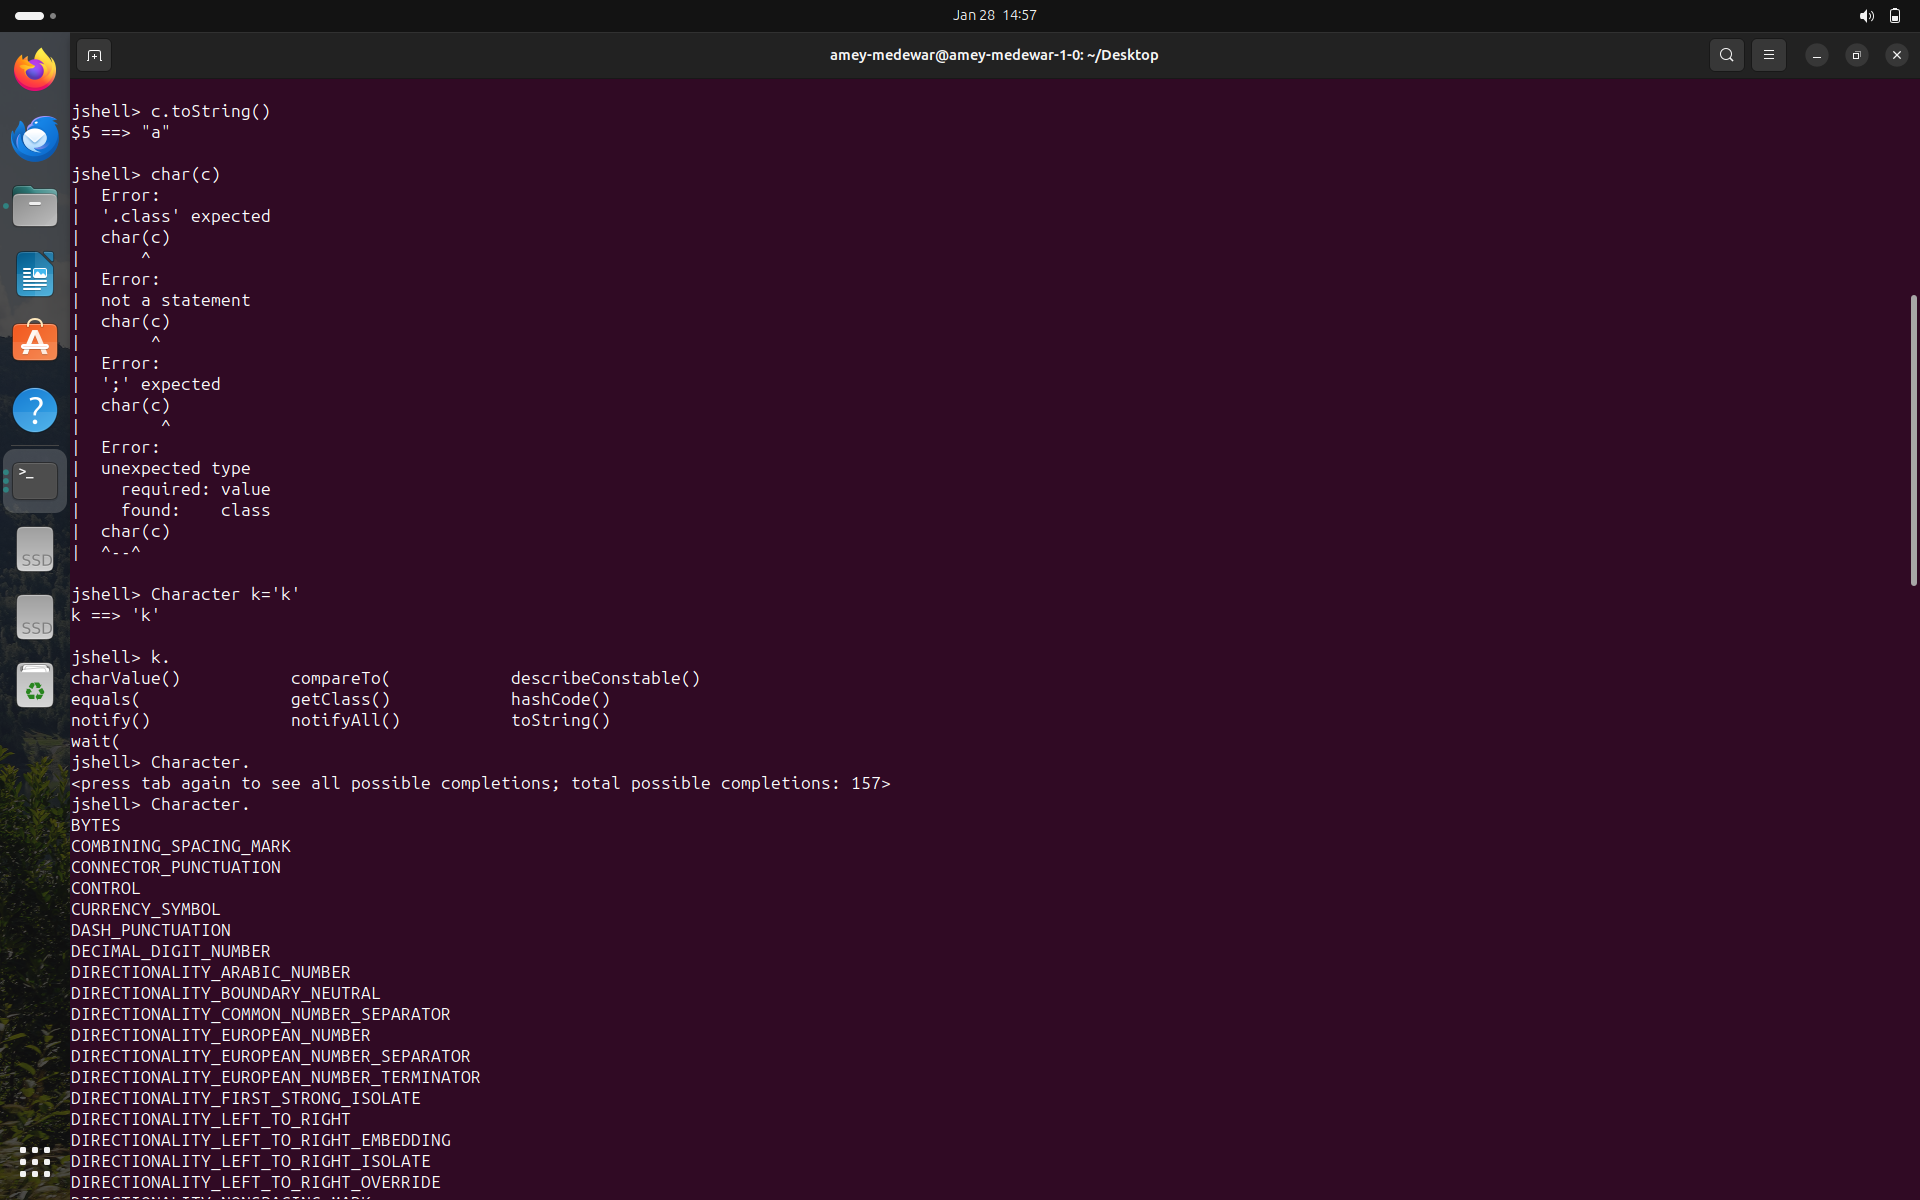 Jan 28 14:57
amey-medewar@amey-medewar-1-0: ~/Desktop
jshell> c.toString()
$5 ==> "a"
jshell> char(c)
|  Error:
|  '.class' expected
|  char(c)
|      ^
|  Error:
|  not a statement
|  char(c)
|       ^
|  Error:
|  ';' expected
|  char(c)
|        ^
|  Error:
|  unexpected type
|    required: value
|    found:    class
|  char(c)
|  ^--^
jshell> Character k='k'
k ==> 'k'
jshell> k.
charValue()           compareTo(            describeConstable()
equals(               getClass()            hashCode()
notify()              notifyAll()           toString()
wait(
jshell> Character.
<press tab again to see all possible completions; total possible completions: 157>
jshell> Character.
BYTES
COMBINING_SPACING_MARK
CONNECTOR_PUNCTUATION
CONTROL
CURRENCY_SYMBOL
DASH_PUNCTUATION
DECIMAL_DIGIT_NUMBER
DIRECTIONALITY_ARABIC_NUMBER
DIRECTIONALITY_BOUNDARY_NEUTRAL
DIRECTIONALITY_COMMON_NUMBER_SEPARATOR
DIRECTIONALITY_EUROPEAN_NUMBER
DIRECTIONALITY_EUROPEAN_NUMBER_SEPARATOR
DIRECTIONALITY_EUROPEAN_NUMBER_TERMINATOR
DIRECTIONALITY_FIRST_STRONG_ISOLATE
DIRECTIONALITY_LEFT_TO_RIGHT
DIRECTIONALITY_LEFT_TO_RIGHT_EMBEDDING
DIRECTIONALITY_LEFT_TO_RIGHT_ISOLATE
DIRECTIONALITY_LEFT_TO_RIGHT_OVERRIDE
SSD
SSD